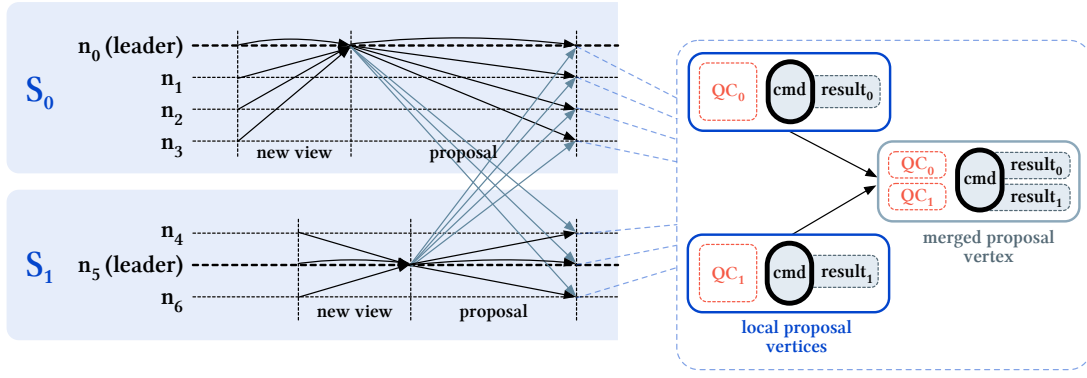 S₀
n₀ (leader)
n₁
n₂
n₃
new view
proposal
S₁
n₄
n₅ (leader)
n₆
new view
proposal
QC₀
cmd
result₀
QC₀
QC₁
cmd
result₀
result₁
merged proposal
vertex
QC₁
cmd
result₁
local proposal
vertices